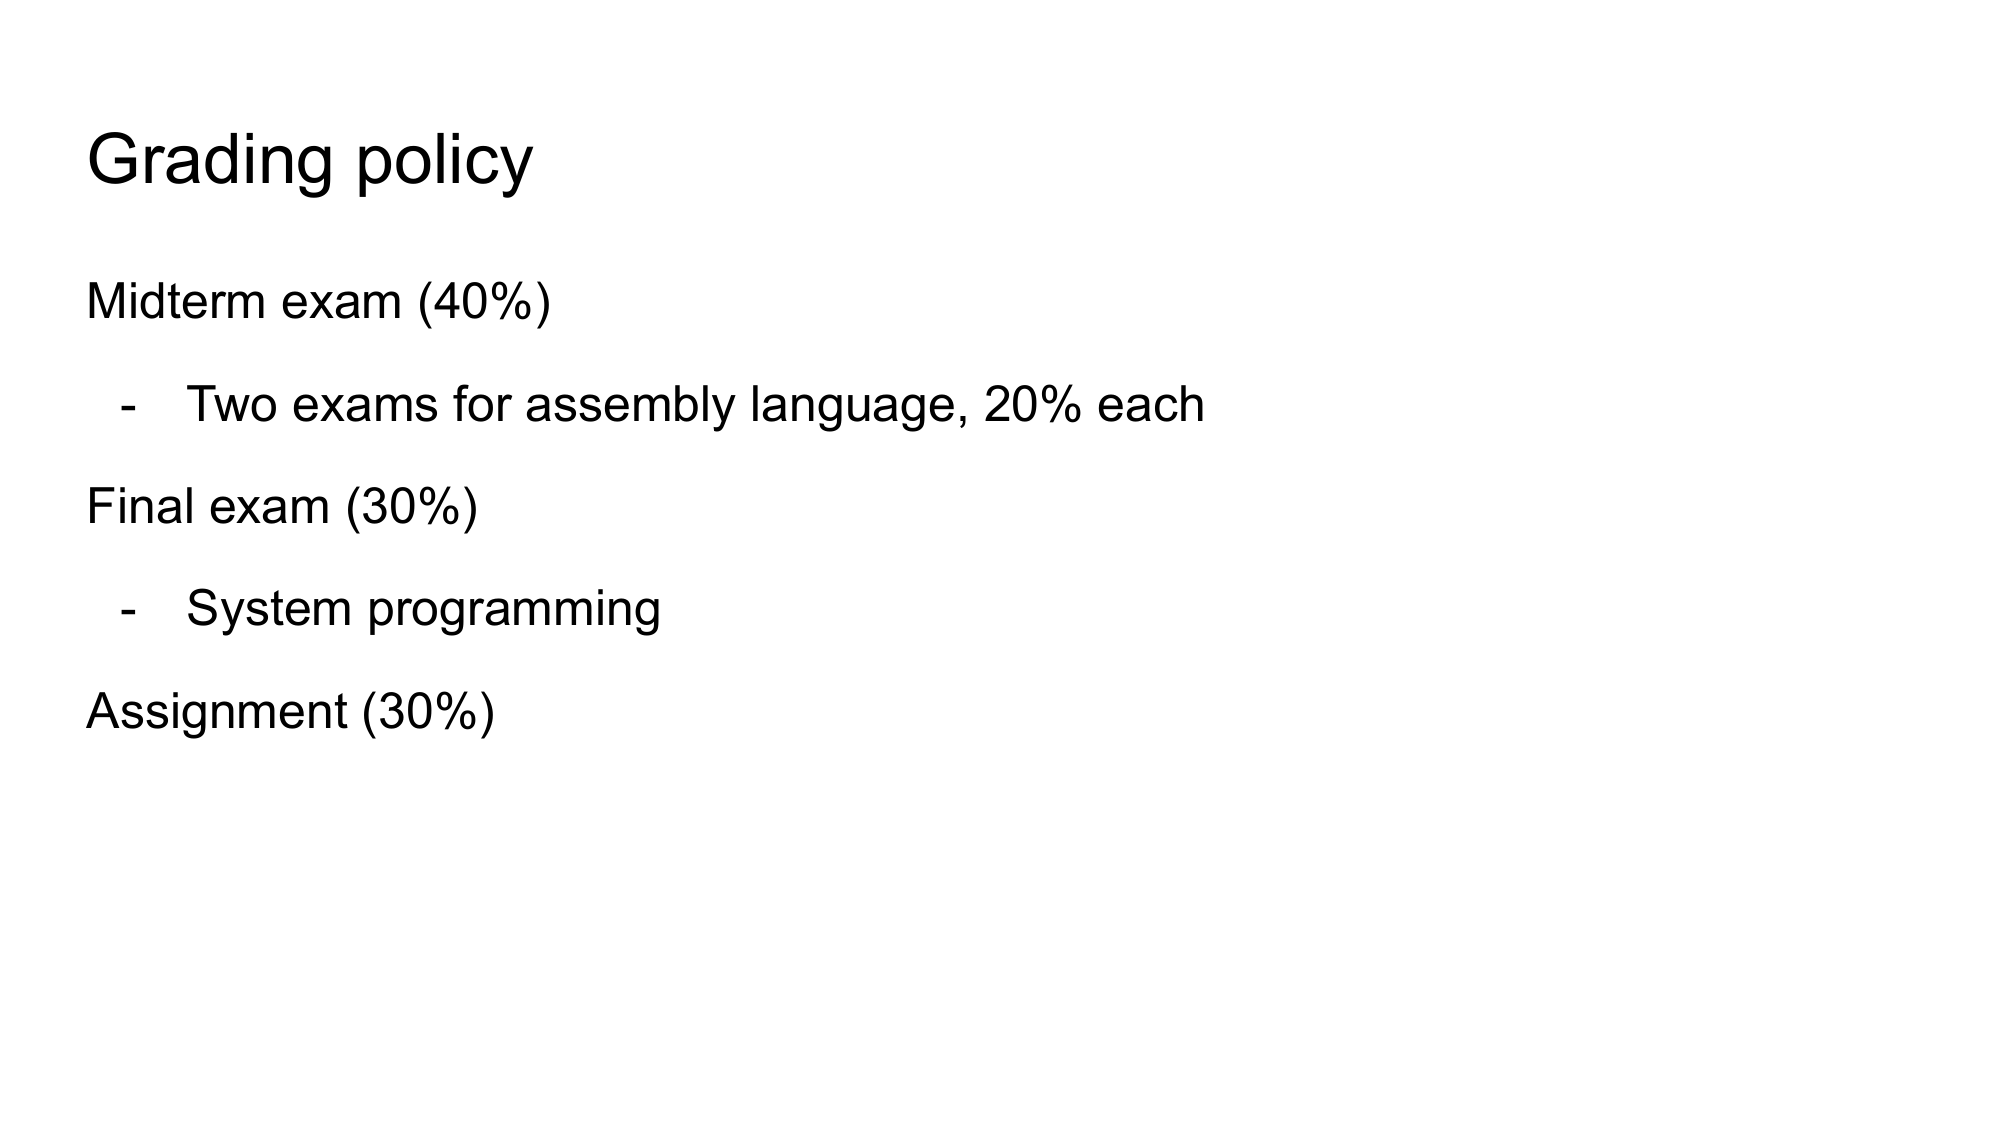 Grading policy
Midterm exam (40%)
- Two exams for assembly language, 20% each
Final exam (30%)
- System programming
Assignment (30%)